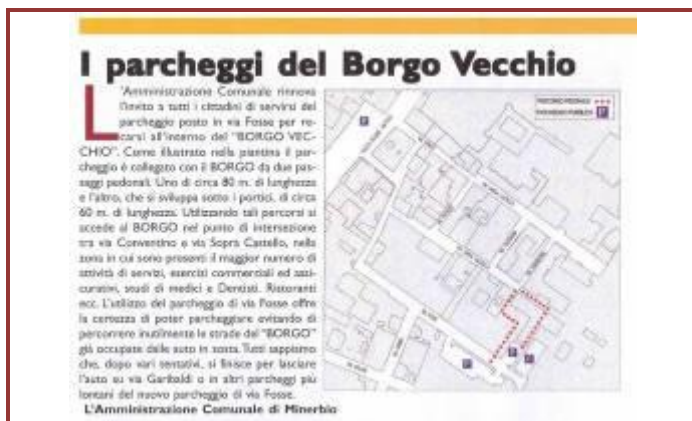 I parcheggi del Borgo Vecchio
L'Amministrazione Comunale rinnova
l'invito a tutti i cittadini di servirsi del
parcheggio posto in via Fosse per re-
carsi all'interno del "BORGO VEC-
CHIO". Come illustrato nella piantina il par-
cheggio è collegato con il BORGO da due pas-
saggi pedonali. Uno di circa 80 m. di lunghezza
e l'altro, che si sviluppa sotto i portici, di circa
60 m. di lunghezza. Utilizzando tali percorsi si
accede al BORGO nel punto di intersezione
tra via Conventino e via Sopra Castello, nella
zona in cui sono presenti il maggior numero di
attività di servizi, esercizi commerciali ed assi-
curativi, studi di medici e Dentisti, Ristoranti
ecc. L'utilizzo del parcheggio di via Fosse offre
la certezza di poter parcheggiare evitando di
percorrere inutilmente le strade del "BORGO"
già occupate dalle auto in sosta. Tutti sappiamo
che, dopo vari tentativi, si finisce per lasciare
l'auto su via Garibaldi o in altri parcheggi più
lontani del nuovo parcheggio di via Fosse.
L'Amministrazione Comunale di Minerbio
PERCORSO PEDONALE
PARCHEGGIO PUBBLICO P
P
P
P
P